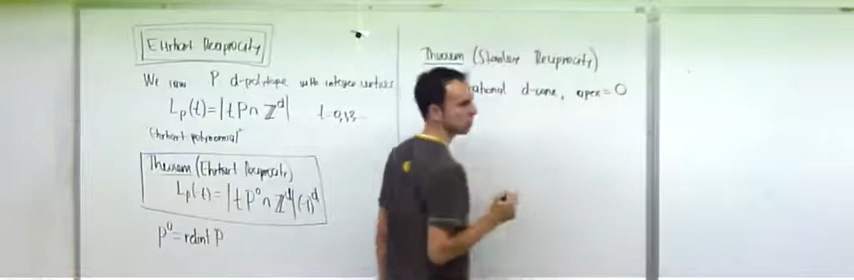 Ehrhart Reciprocity
We saw P d-polytope with integer vertices
L_P(t) = |tP ∩ ℤ^d| t=0,1,2...
"Ehrhart polynomial"
Theorem (Ehrhart Reciprocity)
L_P(-t) = |tP° ∩ ℤ^d|(-1)^d
P° = relint P
Theorem (Stanley Reciprocity)
rational d-cone, apex = 0